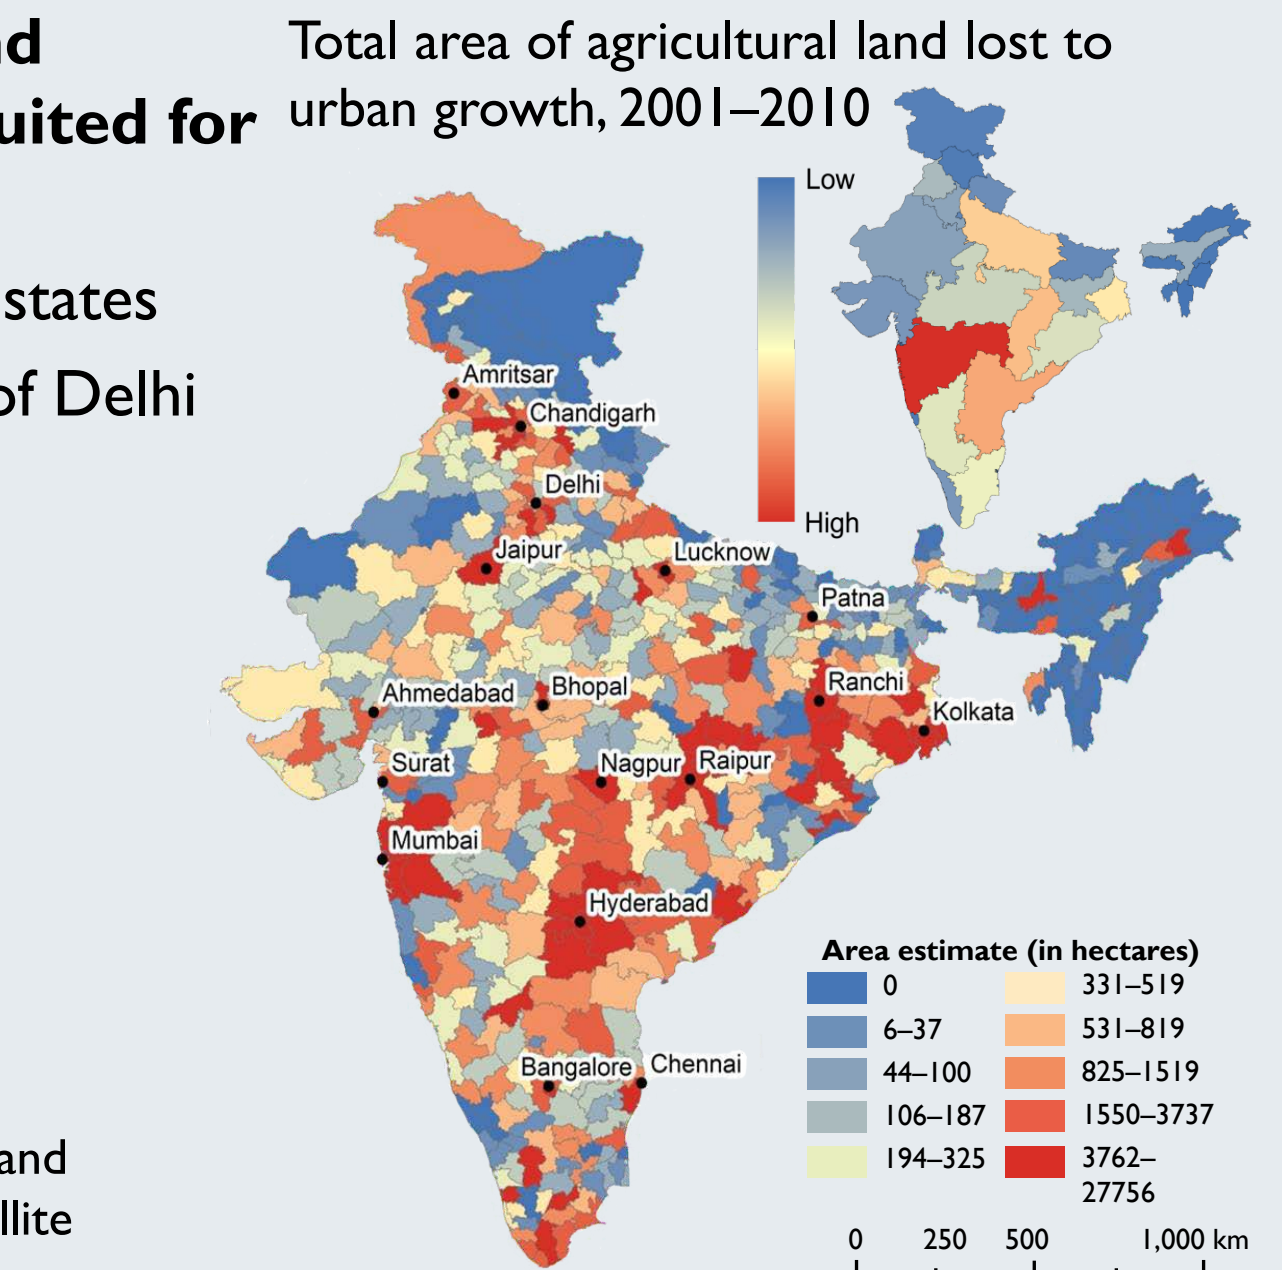 nd
uited for
states
of Delhi
and
llite
Total area of agricultural land lost to
urban growth, 2001–2010
Low
High
Amritsar
Chandigarh
Delhi
Jaipur
Lucknow
Patna
Ahmedabad
Bhopal
Ranchi
Kolkata
Surat
Nagpur
Raipur
Mumbai
Hyderabad
Bangalore
Chennai
Area estimate (in hectares)
0
6–37
44–100
106–187
194–325
331–519
531–819
825–1519
1550–3737
3762–
27756
0 250 500 1,000 km